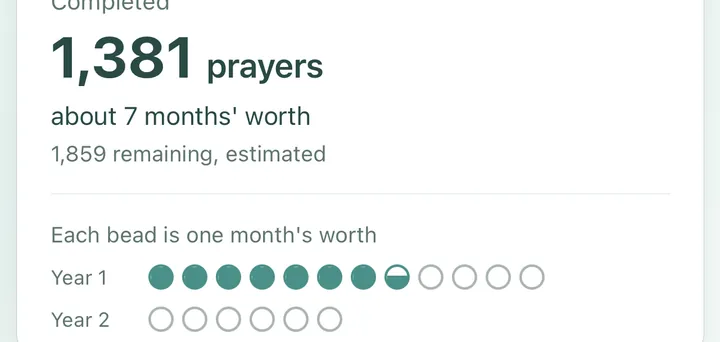 Completed
1,381 prayers
about 7 months' worth
1,859 remaining, estimated
Each bead is one month's worth
Year 1
Year 2